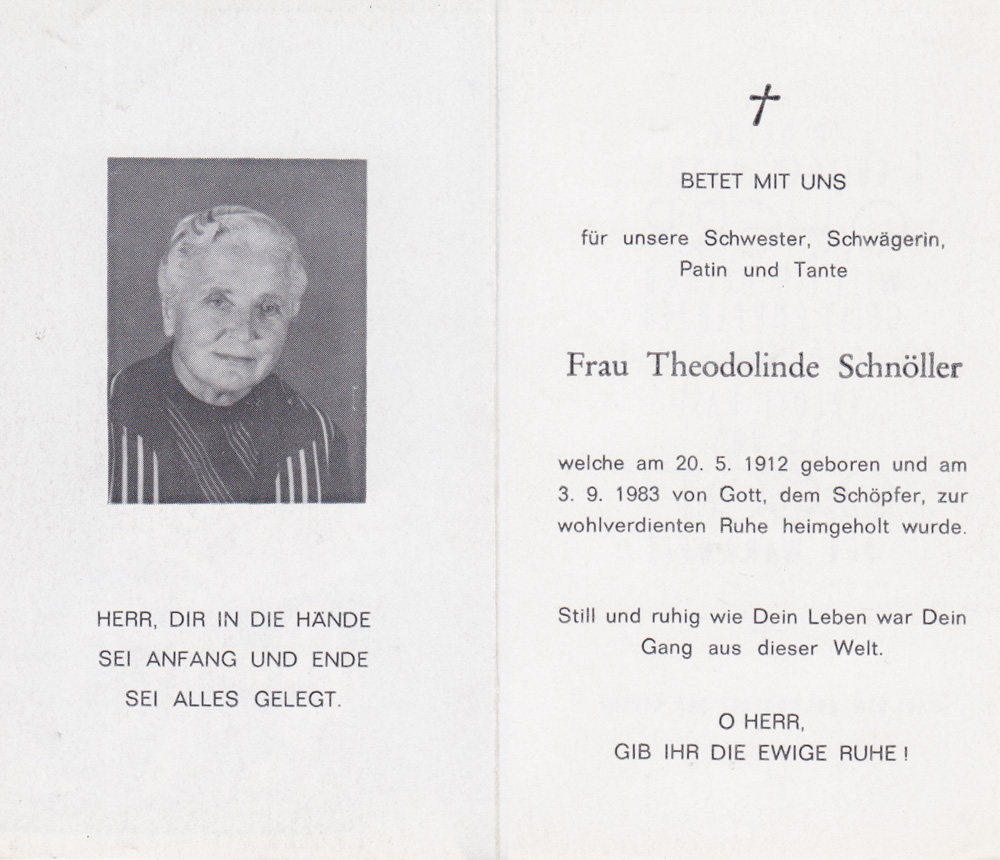 HERR, DIR IN DIE HÄNDE
SEI ANFANG UND ENDE
SEI ALLES GELEGT.
BETET MIT UNS
für unsere Schwester, Schwägerin,
Patin und Tante
Frau Theodolinde Schnöller
welche am 20. 5. 1912 geboren und am
3. 9. 1983 von Gott, dem Schöpfer, zur
wohlverdienten Ruhe heimgeholt wurde.
Still und ruhig wie Dein Leben war Dein
Gang aus dieser Welt.
O HERR,
GIB IHR DIE EWIGE RUHE !